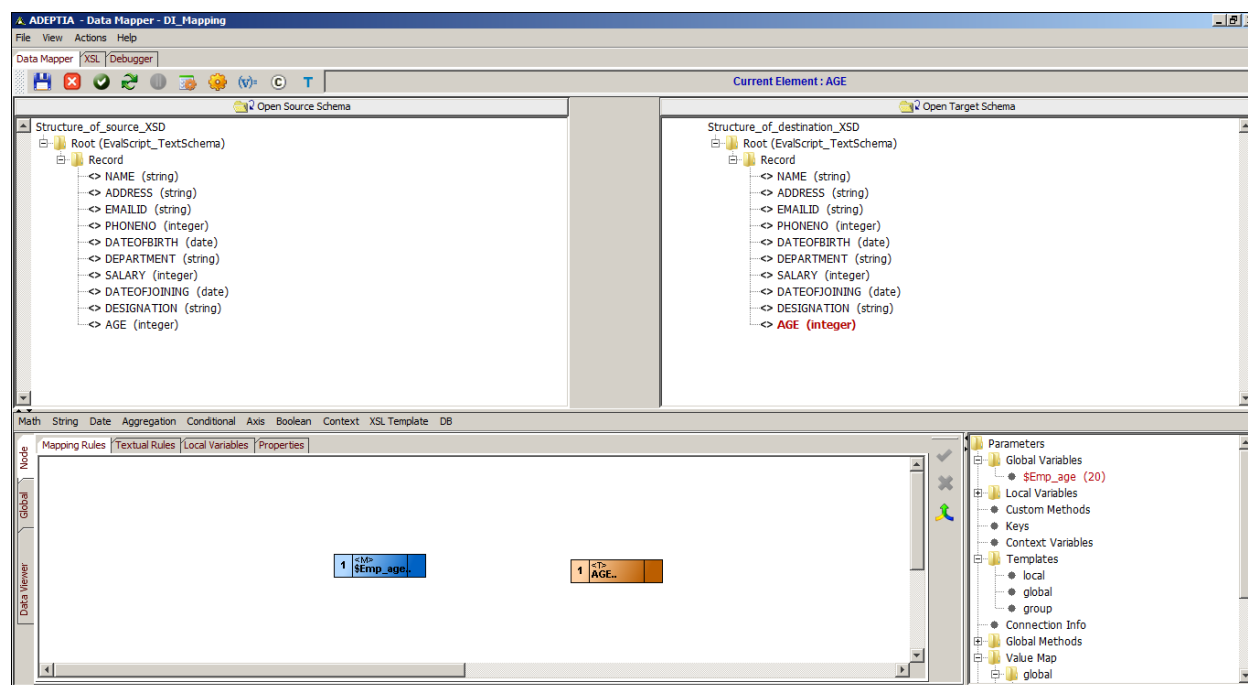 ADEPTIA - Data Mapper - DI_Mapping
File View Actions Help
Data Mapper XSL Debugger
(∀)= C T Current Element : AGE
Open Source Schema
Open Target Schema
Structure_of_source_XSD
Root (EvalScript_TextSchema)
Record
<> NAME (string)
<> ADDRESS (string)
<> EMAILID (string)
<> PHONENO (integer)
<> DATEOFBIRTH (date)
<> DEPARTMENT (string)
<> SALARY (integer)
<> DATEOFJOINING (date)
<> DESIGNATION (string)
<> AGE (integer)
Structure_of_destination_XSD
Root (EvalScript_TextSchema)
Record
<> NAME (string)
<> ADDRESS (string)
<> EMAILID (string)
<> PHONENO (integer)
<> DATEOFBIRTH (date)
<> DEPARTMENT (string)
<> SALARY (integer)
<> DATEOFJOINING (date)
<> DESIGNATION (string)
<> AGE (integer)
Math String Date Aggregation Conditional Axis Boolean Context XSL Template DB
Node
Global
Data Viewer
Mapping Rules Textual Rules Local Variables Properties
1 <M>
$Emp_age..
1 <T>
AGE..
Parameters
Global Variables
$Emp_age (20)
Local Variables
Custom Methods
Keys
Context Variables
Templates
local
global
group
Connection Info
Global Methods
Value Map
global